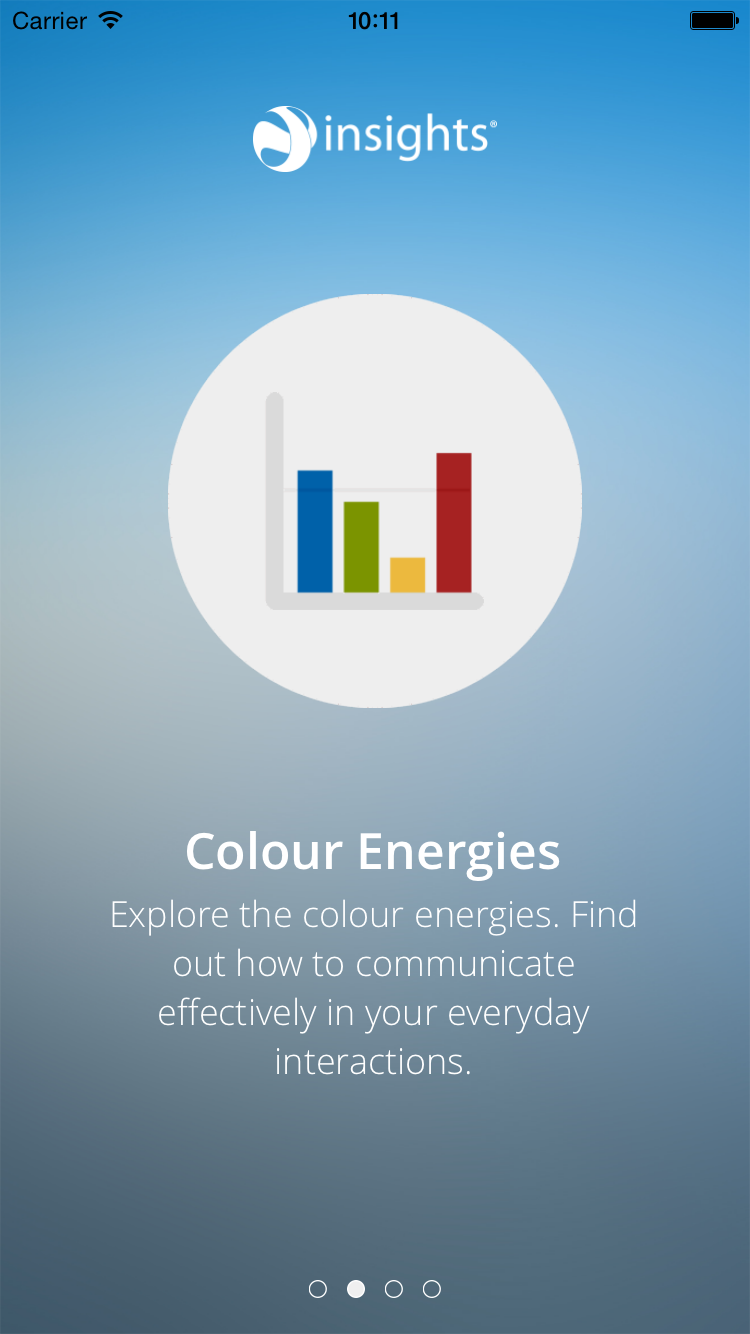 Carrier 10:11
insights®
Colour Energies
Explore the colour energies. Find
out how to communicate
effectively in your everyday
interactions.